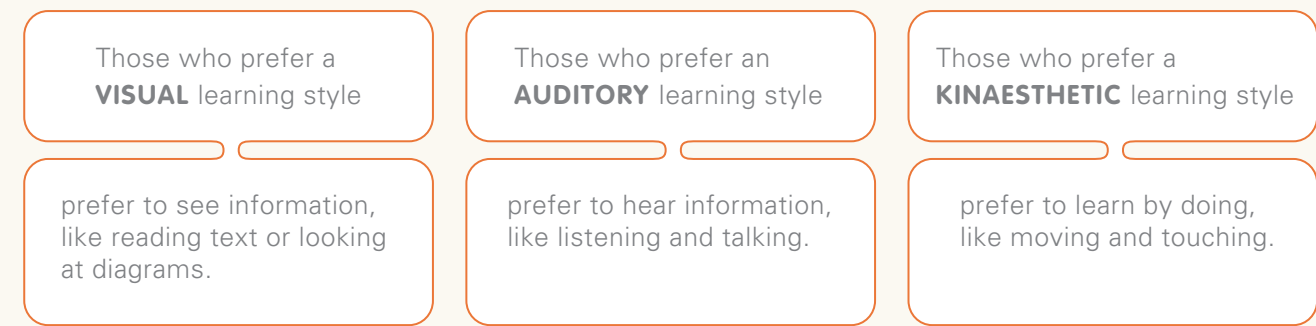 Those who prefer a
VISUAL learning style
prefer to see information,
like reading text or looking
at diagrams.
Those who prefer an
AUDITORY learning style
prefer to hear information,
like listening and talking.
Those who prefer a
KINAESTHETIC learning style
prefer to learn by doing,
like moving and touching.